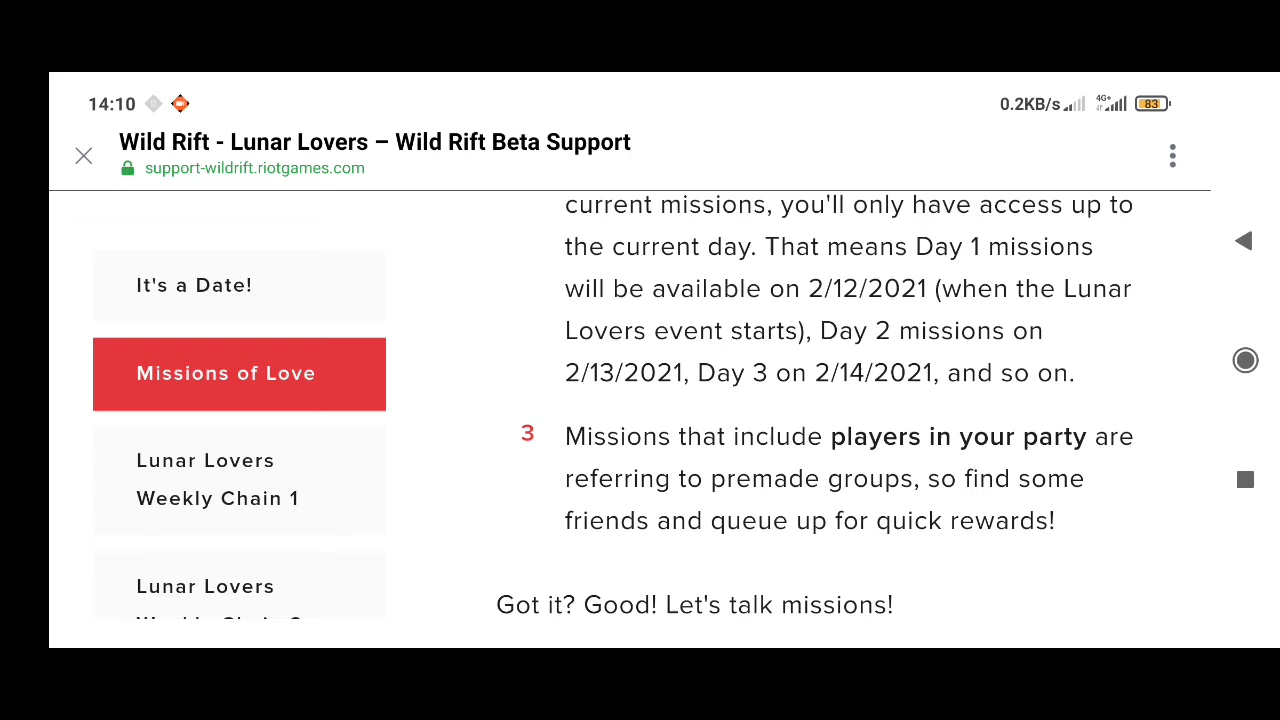 14:10
0.2KB/s 4G+ 83
Wild Rift - Lunar Lovers – Wild Rift Beta Support
support-wildrift.riotgames.com
It's a Date!
Missions of Love
Lunar Lovers
Weekly Chain 1
Lunar Lovers
current missions, you'll only have access up to
the current day. That means Day 1 missions
will be available on 2/12/2021 (when the Lunar
Lovers event starts), Day 2 missions on
2/13/2021, Day 3 on 2/14/2021, and so on.
3 Missions that include players in your party are
referring to premade groups, so find some
friends and queue up for quick rewards!
Got it? Good! Let's talk missions!